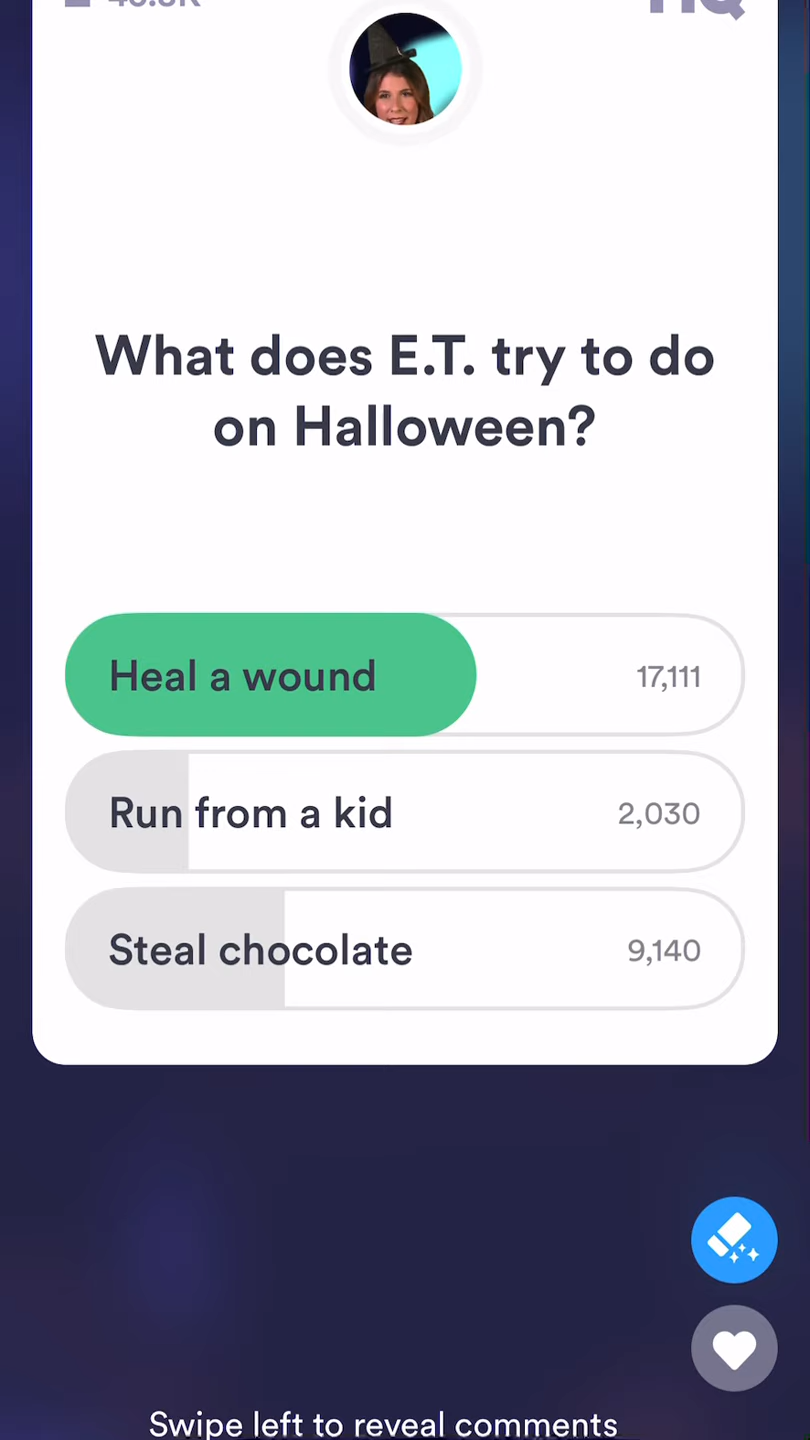 What does E.T. try to do
on Halloween?
Heal a wound 17,111
Run from a kid 2,030
Steal chocolate 9,140
Swipe left to reveal comments